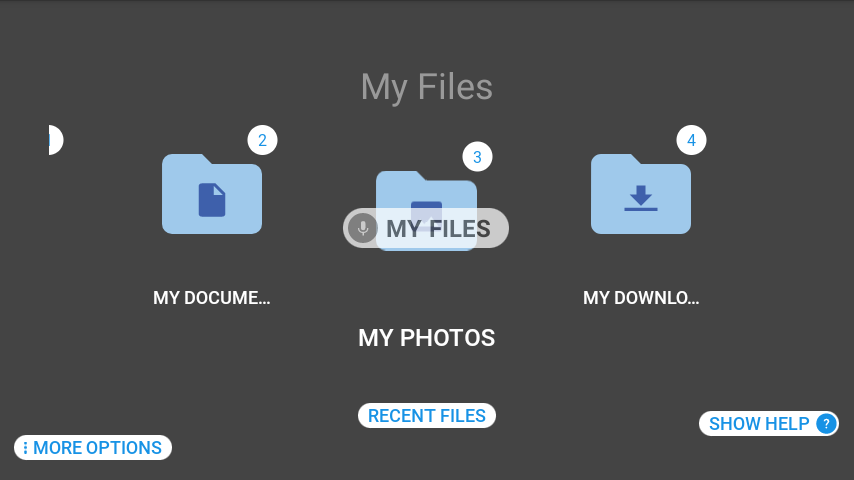 My Files
2
3
4
MY FILES
MY DOCUME...
MY DOWNLO...
MY PHOTOS
RECENT FILES
SHOW HELP ?
MORE OPTIONS